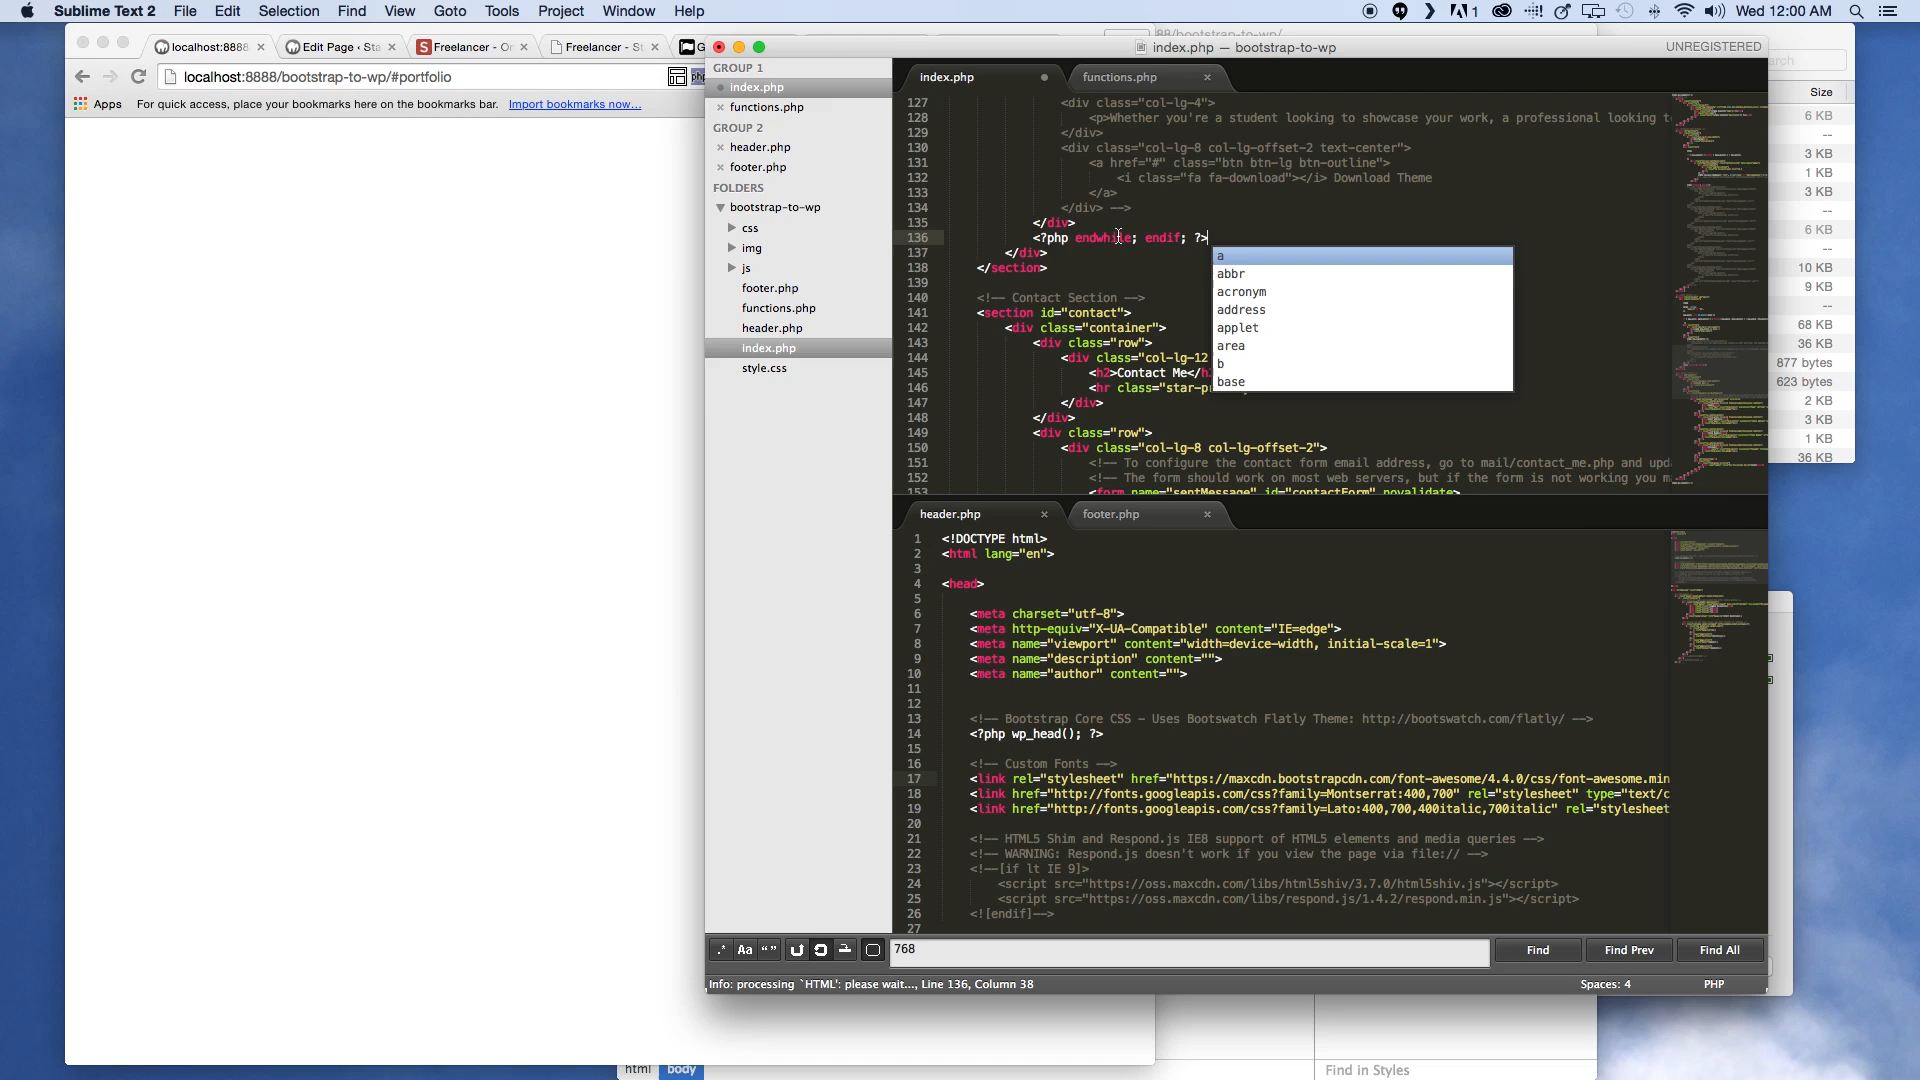 Sublime Text 2 File Edit Selection Find View Goto Tools Project Window Help
1 Wed 12:00 AM
localhost:8888 Edit Page ‹ Sta Freelancer - On Freelancer - St G
localhost:8888/bootstrap-to-wp/#portfolio php
Apps For quick access, place your bookmarks here on the bookmarks bar. Import bookmarks now...
88/bootstrap-to-wp/
index.php — bootstrap-to-wp UNREGISTERED
GROUP 1
index.php
functions.php
GROUP 2
header.php
footer.php
FOLDERS
bootstrap-to-wp
css
img
js
footer.php
functions.php
header.php
index.php
style.css
index.php functions.php
127 <div class="col-lg-4">
128 <p>Whether you're a student looking to showcase your work, a professional looking t
129 </div>
130 <div class="col-lg-8 col-lg-offset-2 text-center">
131 <a href="#" class="btn btn-lg btn-outline">
132 <i class="fa fa-download"></i> Download Theme
133 </a>
134 </div> -->
135 </div>
136 <?php endwhile; endif; ?>
137 </div>
138 </section>
139
140 <!-- Contact Section -->
141 <section id="contact">
142 <div class="container">
143 <div class="row">
144 <div class="col-lg-12
145 <h2>Contact Me</h
146 <hr class="star-p
147 </div>
148 </div>
149 <div class="row">
150 <div class="col-lg-8 col-lg-offset-2">
151 <!-- To configure the contact form email address, go to mail/contact_me.php and upd
152 <!-- The form should work on most web servers, but if the form is not working you m
153 <form name="sentMessage" id="contactForm" novalidate>
a
abbr
acronym
address
applet
area
b
base
header.php footer.php
1 <!DOCTYPE html>
2 <html lang="en">
3
4 <head>
5
6 <meta charset="utf-8">
7 <meta http-equiv="X-UA-Compatible" content="IE=edge">
8 <meta name="viewport" content="width=device-width, initial-scale=1">
9 <meta name="description" content="">
10 <meta name="author" content="">
11
12
13 <!-- Bootstrap Core CSS - Uses Bootswatch Flatly Theme: http://bootswatch.com/flatly/ -->
14 <?php wp_head(); ?>
15
16 <!-- Custom Fonts -->
17 <link rel="stylesheet" href="https://maxcdn.bootstrapcdn.com/font-awesome/4.4.0/css/font-awesome.min
18 <link href="http://fonts.googleapis.com/css?family=Montserrat:400,700" rel="stylesheet" type="text/c
19 <link href="http://fonts.googleapis.com/css?family=Lato:400,700,400italic,700italic" rel="stylesheet
20
21 <!-- HTML5 Shim and Respond.js IE8 support of HTML5 elements and media queries -->
22 <!-- WARNING: Respond.js doesn't work if you view the page via file:// -->
23 <!--[if lt IE 9]>
24 <script src="https://oss.maxcdn.com/libs/html5shiv/3.7.0/html5shiv.js"></script>
25 <script src="https://oss.maxcdn.com/libs/respond.js/1.4.2/respond.min.js"></script>
26 <![endif]-->
27
.* Aa “” 768 Find Find Prev Find All
Info: processing `HTML': please wait..., Line 136, Column 38 Spaces: 4 PHP
arch
Size
6 KB
--
3 KB
1 KB
3 KB
--
6 KB
--
10 KB
9 KB
--
68 KB
36 KB
877 bytes
623 bytes
2 KB
3 KB
1 KB
36 KB
html body Find in Styles